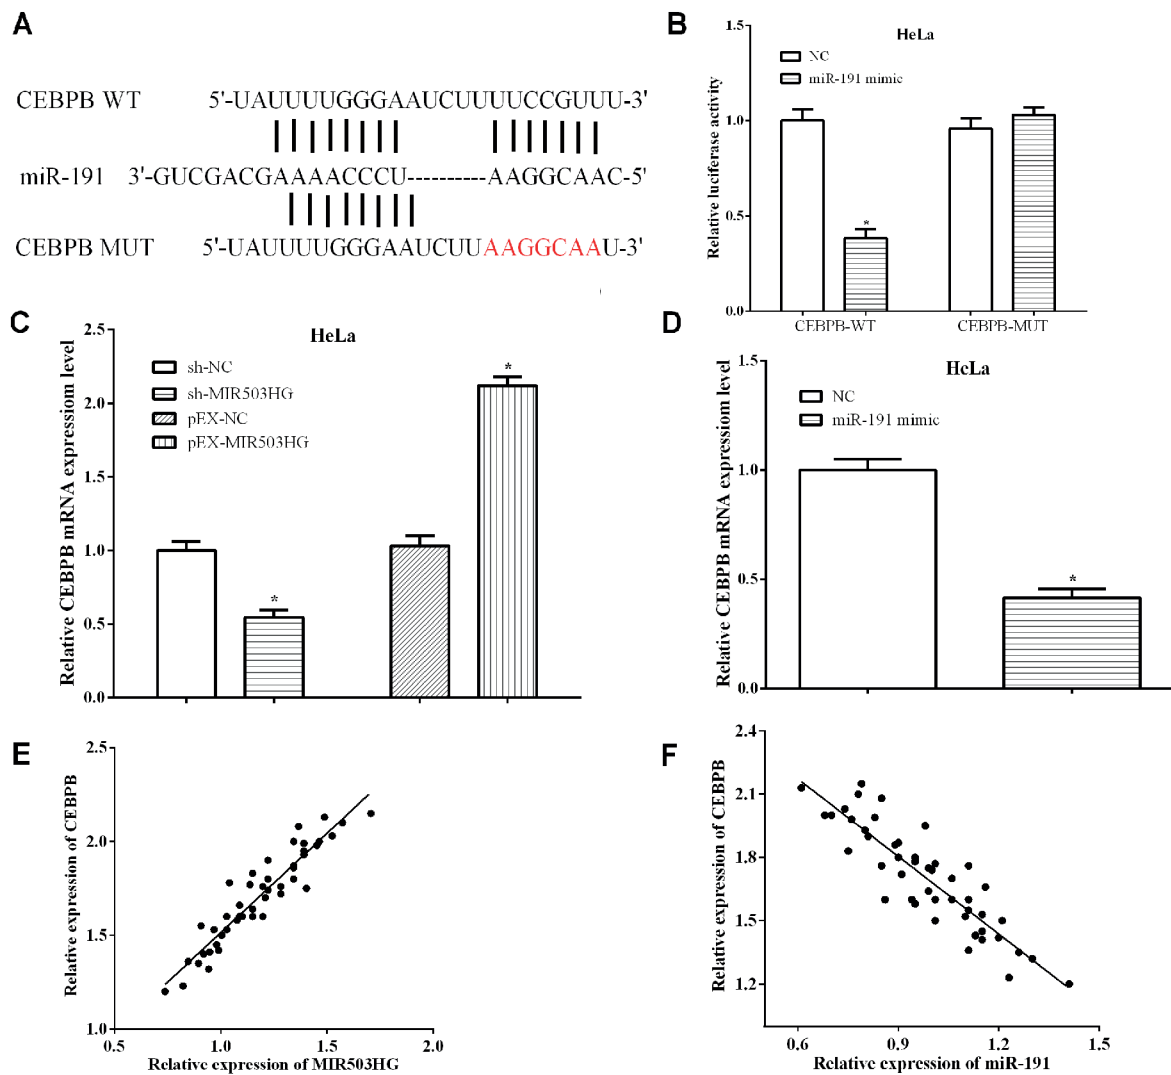 A
CEBPB WT 5'-UAUUUUGGGAAUCUUUUCCGUUU-3'
miR-191 3'-GUCGACGAAAACCCU----------AAGGCAAC-5'
CEBPB MUT 5'-UAUUUUGGGAAUCUUAAGGCAAU-3'
B
HeLa
NC
miR-191 mimic
Relative luciferase activity
1.5
1.0
0.5
0.0
CEBPB-WT CEBPB-MUT
C
HeLa
sh-NC
sh-MIR503HG
pEX-NC
pEX-MIR503HG
Relative CEBPB mRNA expressiom level
2.5
2.0
1.5
1.0
0.5
0.0
*
*
D
HeLa
NC
miR-191 mimic
Relative CEBPB mRNA expressiom level
1.5
1.0
0.5
0.0
*
E
Relative expression of CEBPB
2.5
2.0
1.5
1.0
0.5 1.0 1.5 2.0
Relative expression of MIR503HG
F
Relative expression of CEBPB
2.4
2.1
1.8
1.5
1.2
0.6 0.9 1.2 1.5
Relative expression of miR-191